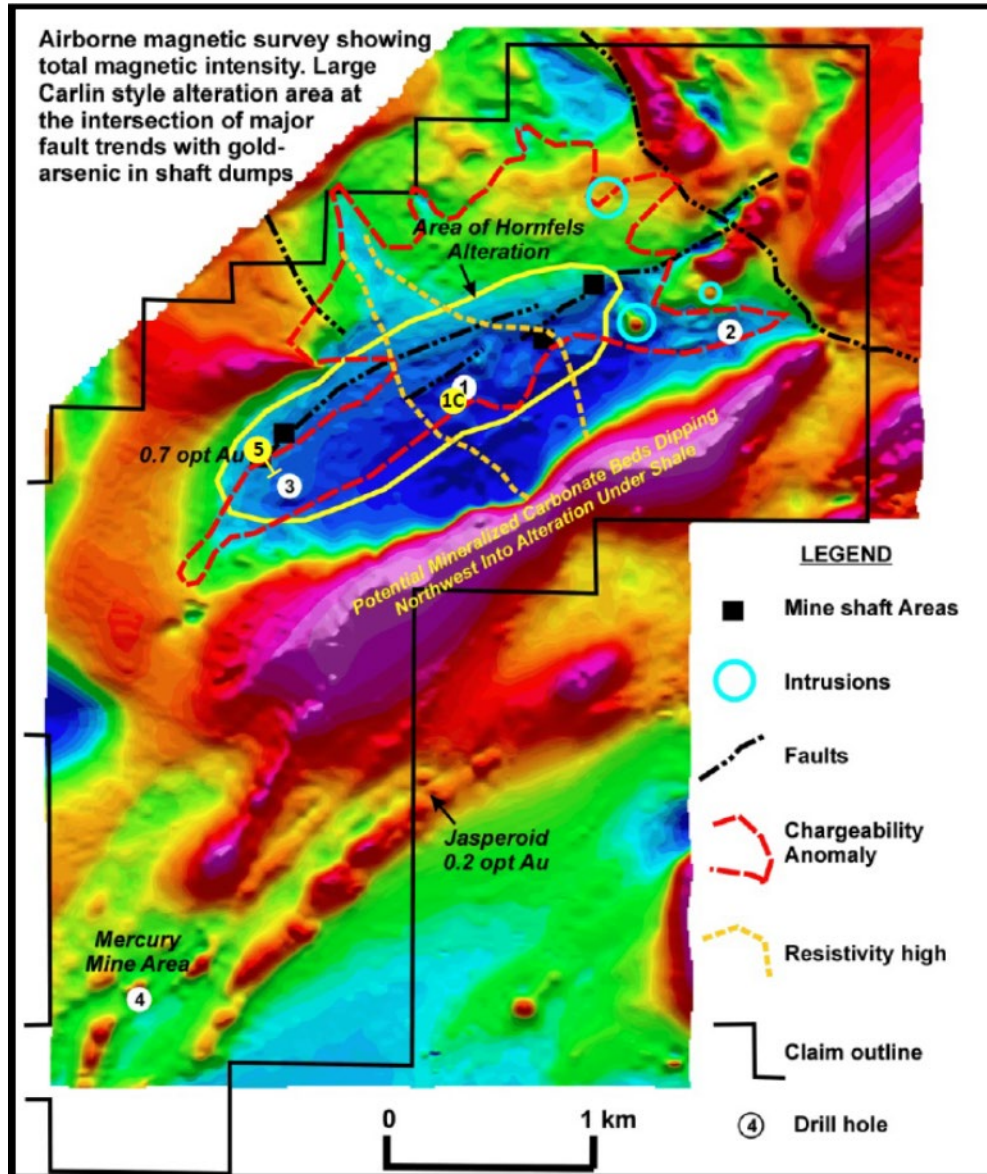 Airborne magnetic survey showing
total magnetic intensity. Large
Carlin style alteration area at
the intersection of major
fault trends with gold-
arsenic in shaft dumps
Area of Hornfels
Alteration
2
1
1C
0.7 opt Au
5
3
Potential Mineralized Carbonate Beds Dipping
Northwest Into Alteration Under Shale
Jasperoid
0.2 opt Au
Mercury
Mine Area
4
LEGEND
Mine shaft Areas
Intrusions
Faults
Chargeability
Anomaly
Resistivity high
Claim outline
4 Drill hole
0 1 km